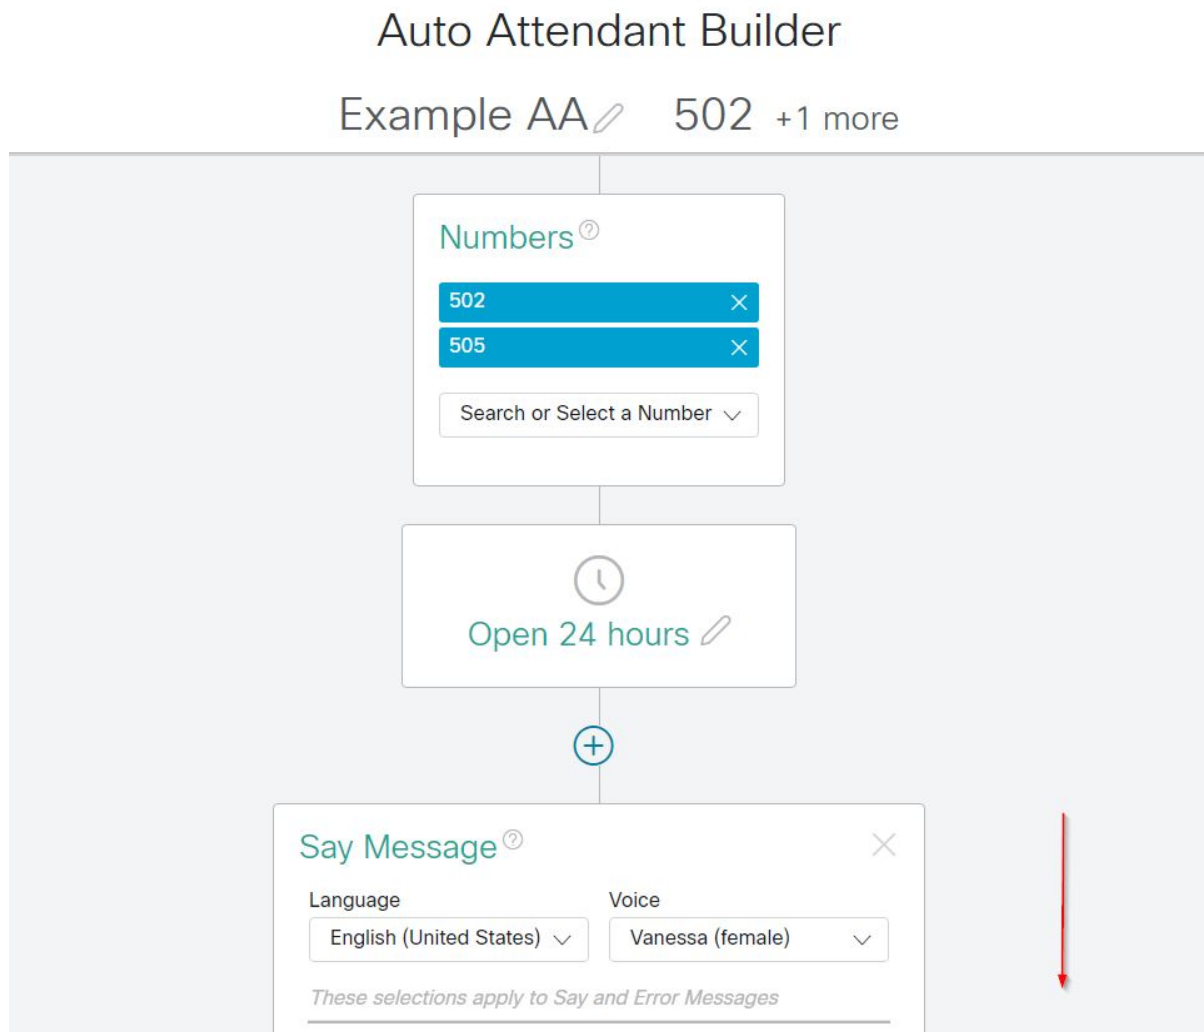 Auto Attendant Builder
Example AA 502 +1 more
Numbers ?
502
505
Search or Select a Number
Open 24 hours
Say Message ?
Language Voice
English (United States) Vanessa (female)
These selections apply to Say and Error Messages